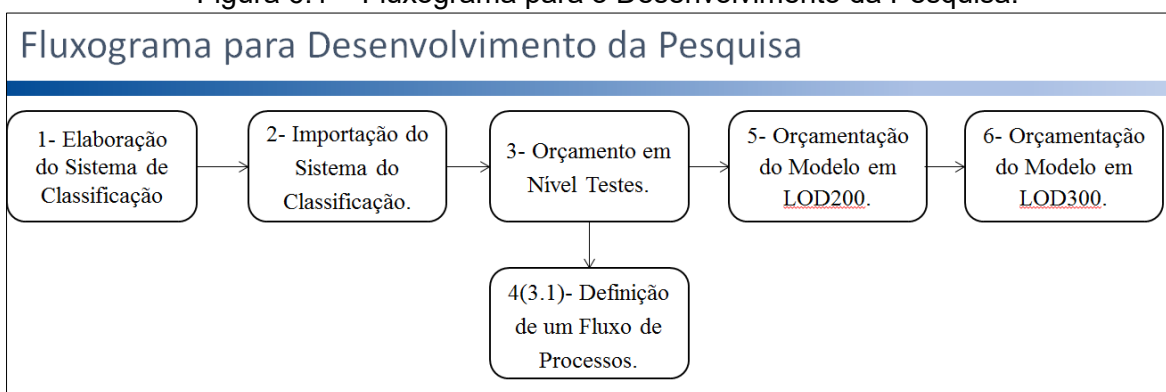 Fluxograma para Desenvolvimento da Pesquisa
1- Elaboração
do Sistema de
Classificação
2- Importação do
Sistema do
Classificação.
3- Orçamento em
Nível Testes.
5- Orçamentação
do Modelo em
LOD200.
6- Orçamentação
do Modelo em
LOD300.
4(3.1)- Definição
de um Fluxo de
Processos.